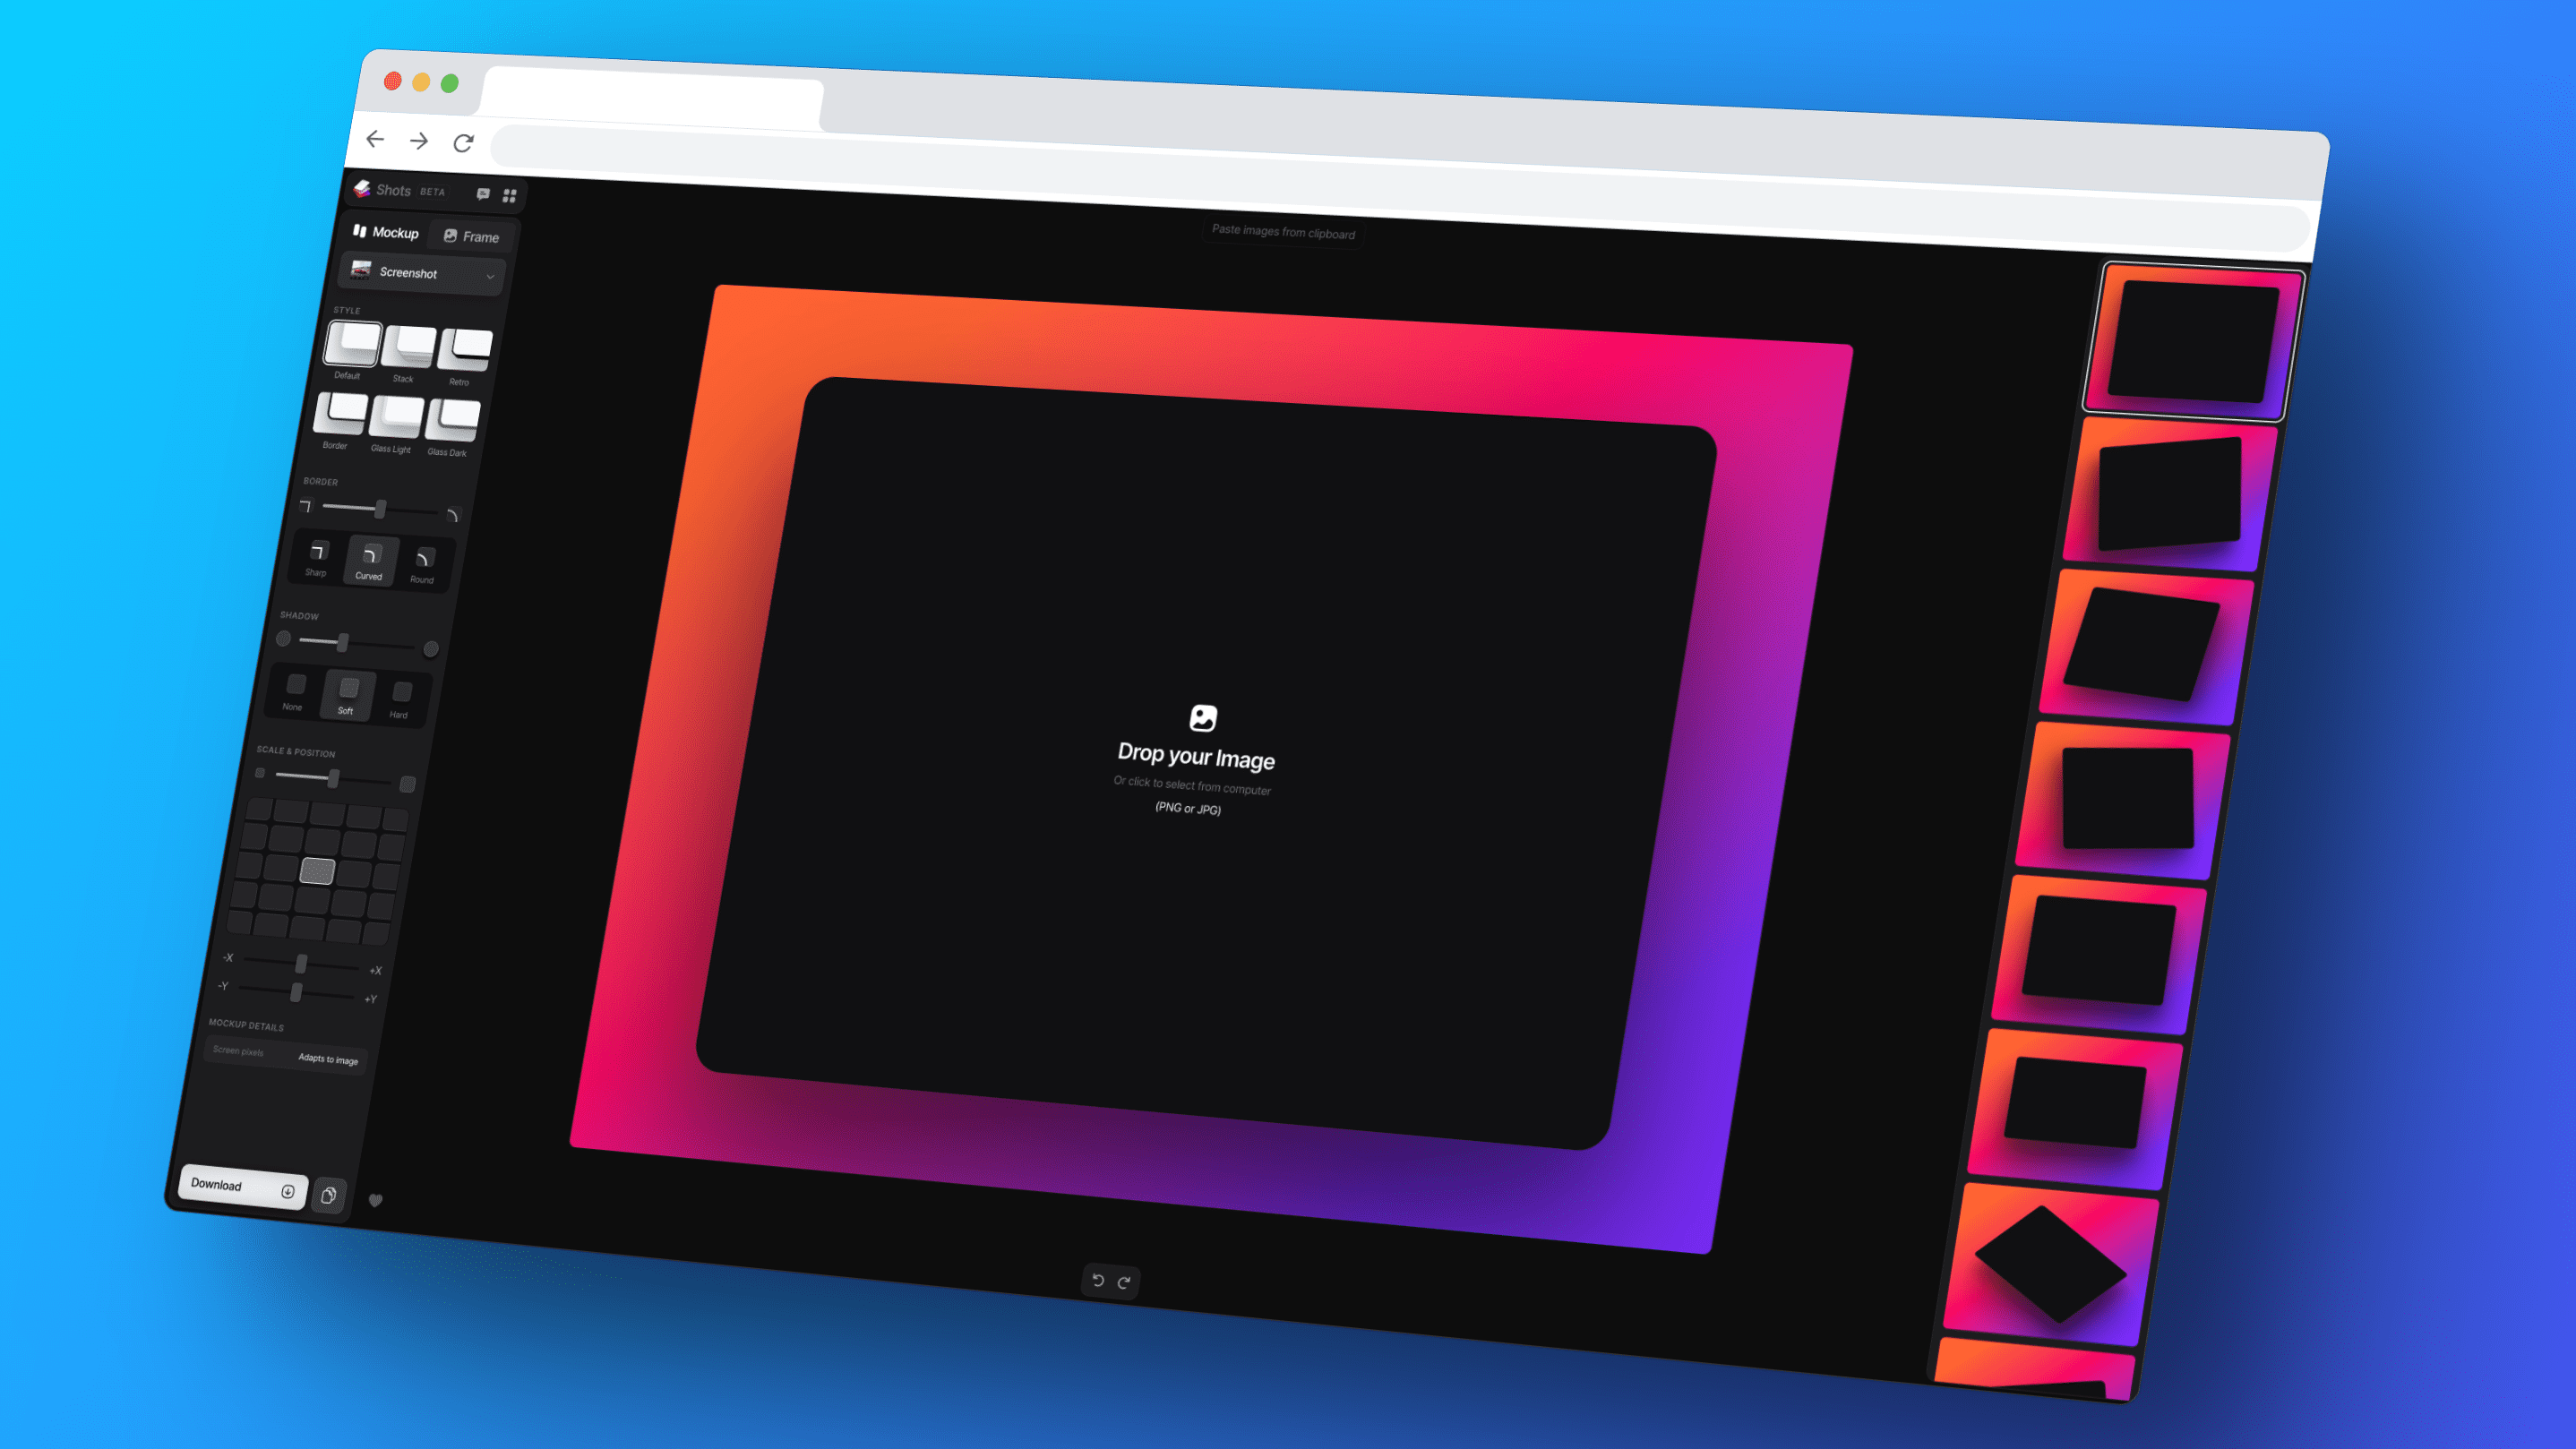 Shots BETA
Mockup Frame
Paste images from clipboard
Screenshot
STYLE
Default Stack Retro
Border Glass Light Glass Dark
BORDER
Sharp Curved Round
SHADOW
None Soft Hard
SCALE & POSITION
-X +X
-Y +Y
MOCKUP DETAILS
Screen pixels Adapts to image
Download
Drop your Image
Or click to select from computer
(PNG or JPG)